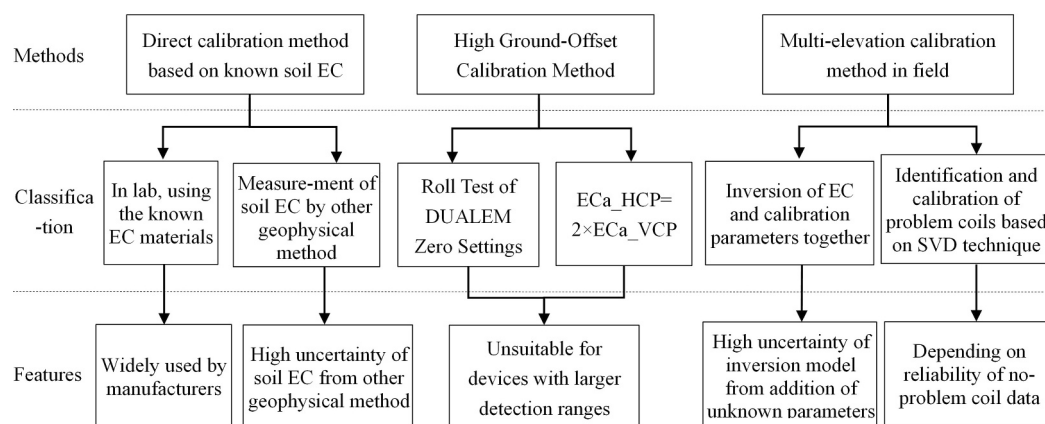 Methods
Direct calibration method
based on known soil EC
High Ground-Offset
Calibration Method
Multi-elevation calibration
method in field
Classifica
-tion
In lab, using
the known
EC materials
Measure-ment of
soil EC by other
geophysical
method
Roll Test of
DUALEM
Zero Settings
ECa_HCP=
2×ECa_VCP
Inversion of EC
and calibration
parameters
together
Identification and
calibration of
problem coils based
on SVD technique
Features
Widely used by
manufacturers
High uncertainty of
soil EC from other
geophysical method
Unsuitable for
devices with larger
detection ranges
High uncertainty of
inversion model
from addition of
unknown parameters
Depending on
reliability of no-
problem coil data